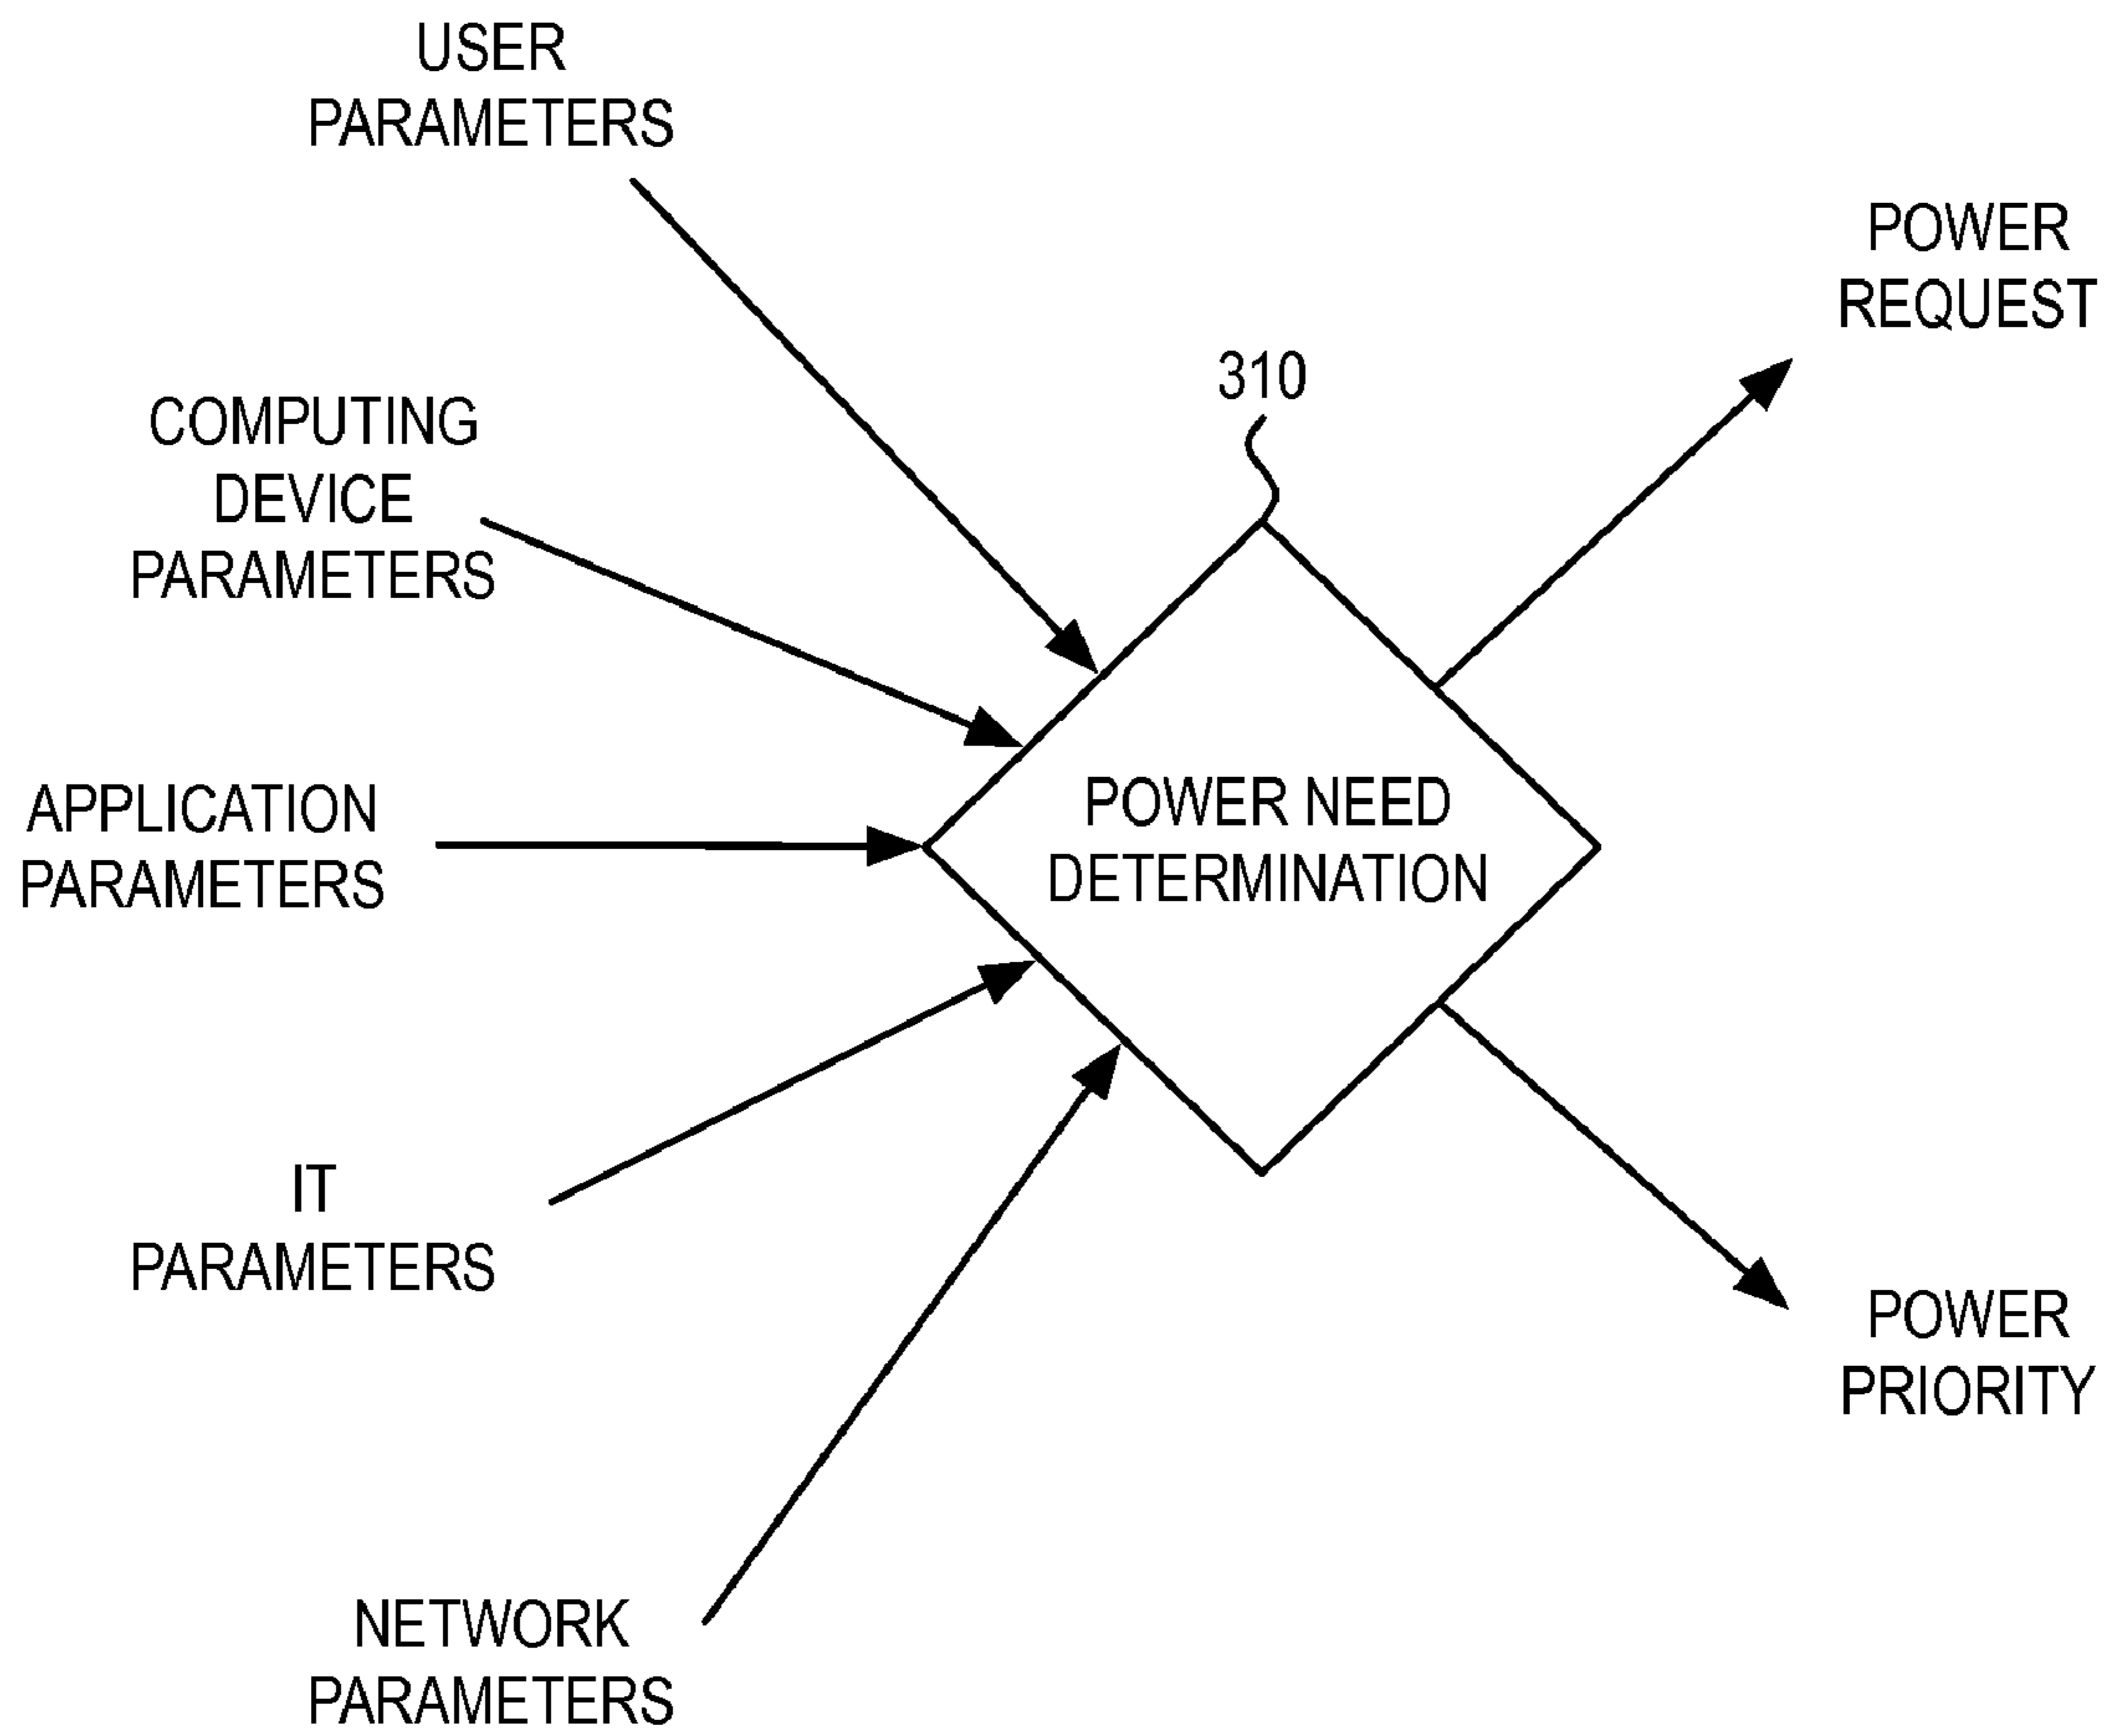 USER
PARAMETERS
POWER
REQUEST
310
COMPUTING
DEVICE
PARAMETERS
APPLICATION
PARAMETERS
POWER NEED
DETERMINATION
IT
PARAMETERS
POWER
PRIORITY
NETWORK
PARAMETERS